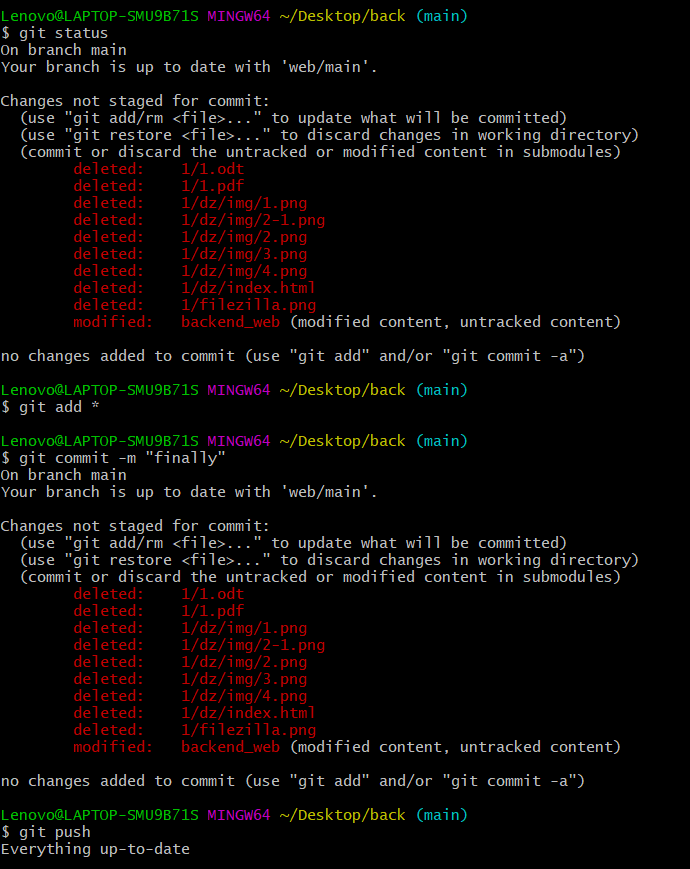 Lenovo@LAPTOP-SMU9B71S MINGW64 ~/Desktop/back (main)
$ git status
On branch main
Your branch is up to date with 'web/main'.

Changes not staged for commit:
  (use "git add/rm <file>..." to update what will be committed)
  (use "git restore <file>..." to discard changes in working directory)
  (commit or discard the untracked or modified content in submodules)
        deleted:    1/1.odt
        deleted:    1/1.pdf
        deleted:    1/dz/img/1.png
        deleted:    1/dz/img/2-1.png
        deleted:    1/dz/img/2.png
        deleted:    1/dz/img/3.png
        deleted:    1/dz/img/4.png
        deleted:    1/dz/index.html
        deleted:    1/filezilla.png
        modified:   backend_web (modified content, untracked content)

no changes added to commit (use "git add" and/or "git commit -a")

Lenovo@LAPTOP-SMU9B71S MINGW64 ~/Desktop/back (main)
$ git add *

Lenovo@LAPTOP-SMU9B71S MINGW64 ~/Desktop/back (main)
$ git commit -m "finally"
On branch main
Your branch is up to date with 'web/main'.

Changes not staged for commit:
  (use "git add/rm <file>..." to update what will be committed)
  (use "git restore <file>..." to discard changes in working directory)
  (commit or discard the untracked or modified content in submodules)
        deleted:    1/1.odt
        deleted:    1/1.pdf
        deleted:    1/dz/img/1.png
        deleted:    1/dz/img/2-1.png
        deleted:    1/dz/img/2.png
        deleted:    1/dz/img/3.png
        deleted:    1/dz/img/4.png
        deleted:    1/dz/index.html
        deleted:    1/filezilla.png
        modified:   backend_web (modified content, untracked content)

no changes added to commit (use "git add" and/or "git commit -a")

Lenovo@LAPTOP-SMU9B71S MINGW64 ~/Desktop/back (main)
$ git push
Everything up-to-date